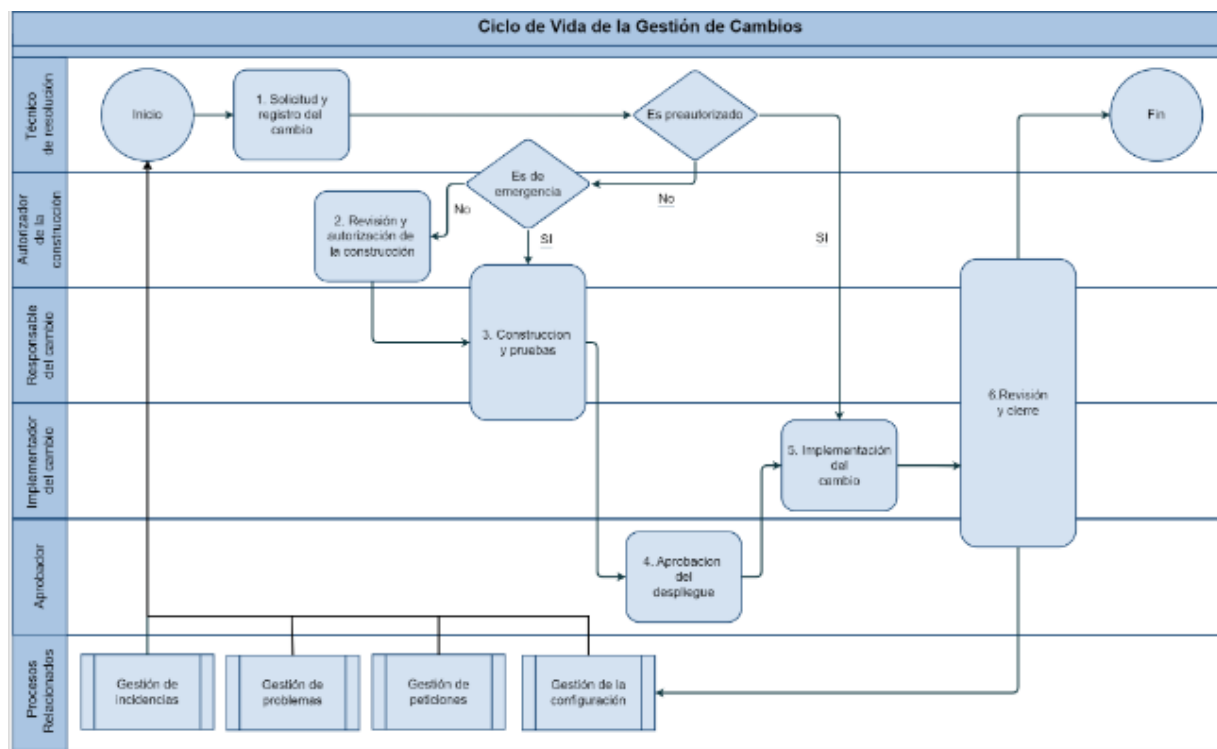 Ciclo de Vida de la Gestión de Cambios
Técnico
de resolución
Inicio
1. Solicitud y
registro del
cambio
Es preautorizado
Fin
Autorizador
de la
construcción
Es de
emergencia
No
No
SI
SI
2. Revisión y
autorización de
la construcción
Responsable
del cambio
3. Construccion
y pruebas
Implementador
del cambio
5. Implementación
del
cambio
6.Revisión
y cierre
Aprobador
4. Aprobacion
del
despliegue
Procesos
Relacionados
Gestión de
incidencias
Gestión de
problemas
Gestión de
peticiones
Gestión de la
configuración